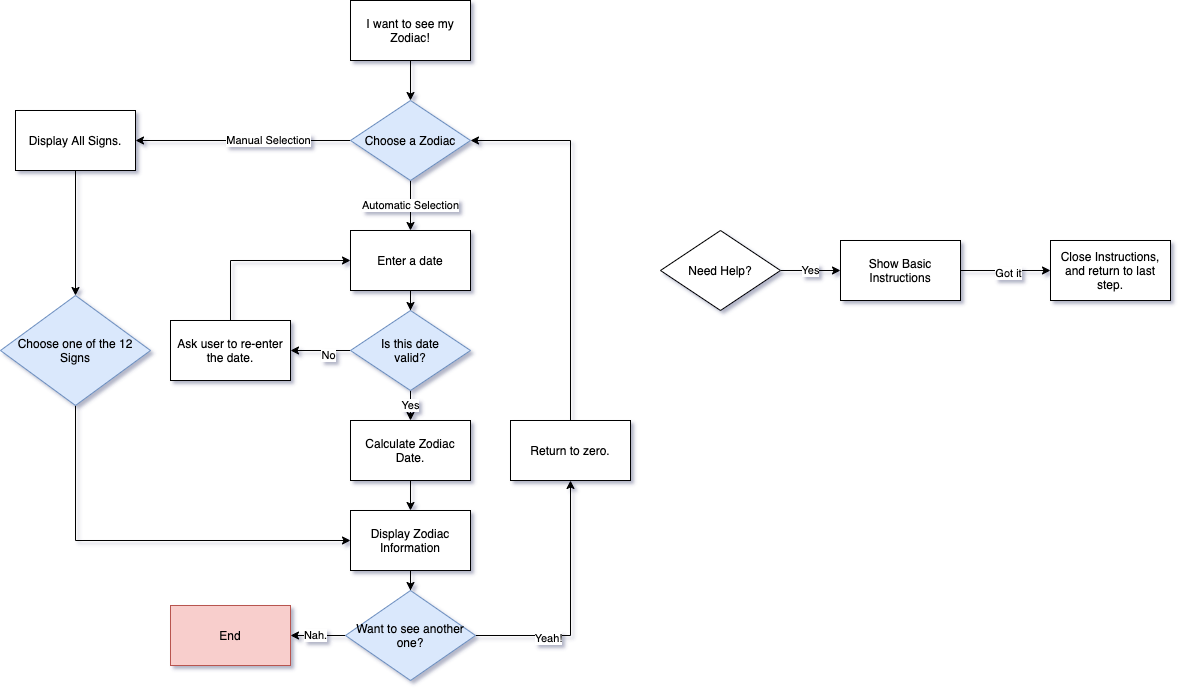 I want to see my
Zodiac!
Choose a Zodiac
Manual Selection
Display All Signs.
Automatic Selection
Enter a date
Need Help?
Yes
Show Basic
Instructions
Got it
Close Instructions,
and return to last
step.
Choose one of the 12
Signs
Ask user to re-enter
the date.
No
Is this date
valid?
Yes
Calculate Zodiac
Date.
Return to zero.
Display Zodiac
Information
End
Nah.
Want to see another
one?
Yeah!